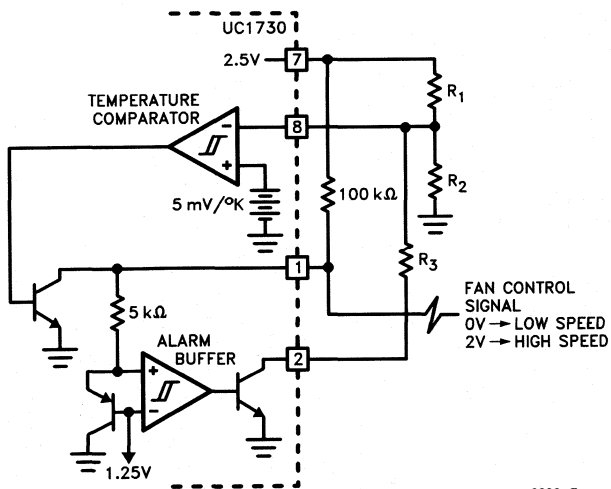 UC1730
2.5V
7
R1
TEMPERATURE
COMPARATOR
−
8
+
R2
5 mV/°K
100 kΩ
R3
1
FAN CONTROL
SIGNAL
0V → LOW SPEED
2V → HIGH SPEED
5 kΩ
ALARM
BUFFER
2
+
−
1.25V